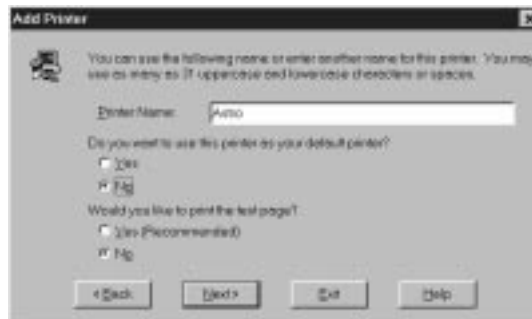 Add Printer
You can use the following name or enter another name for this printer. You may
use as many as 31 uppercase and lowercase characters or spaces.
Printer Name: Astro
Do you want to use this printer as your default printer?
Yes
No
Would you like to print the test page?
Yes (Recommended)
No
< Back Next > Exit Help